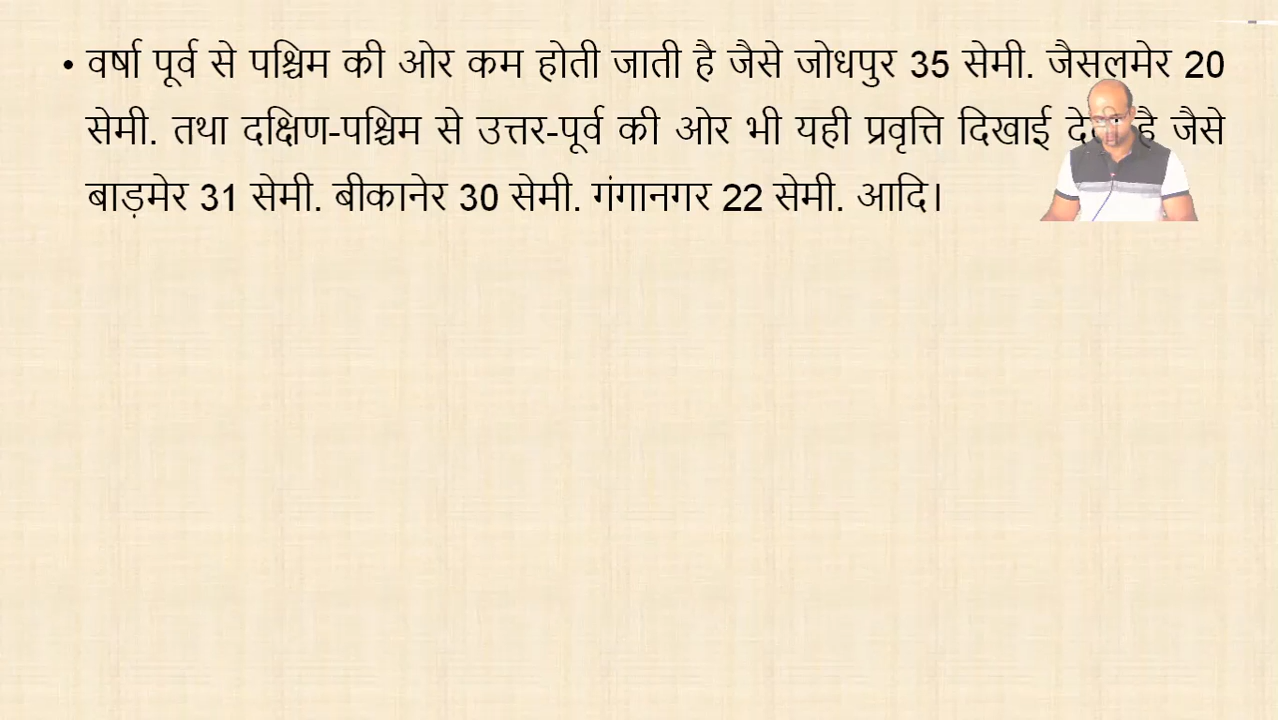 • वर्षा पूर्व से पश्चिम की ओर कम होती जाती है जैसे जोधपुर 35 सेमी. जैसलमेर 20
सेमी. तथा दक्षिण-पश्चिम से उत्तर-पूर्व की ओर भी यही प्रवृत्ति दिखाई है जैसे
बाड़मेर 31 सेमी. बीकानेर 30 सेमी. गंगानगर 22 सेमी. आदि।